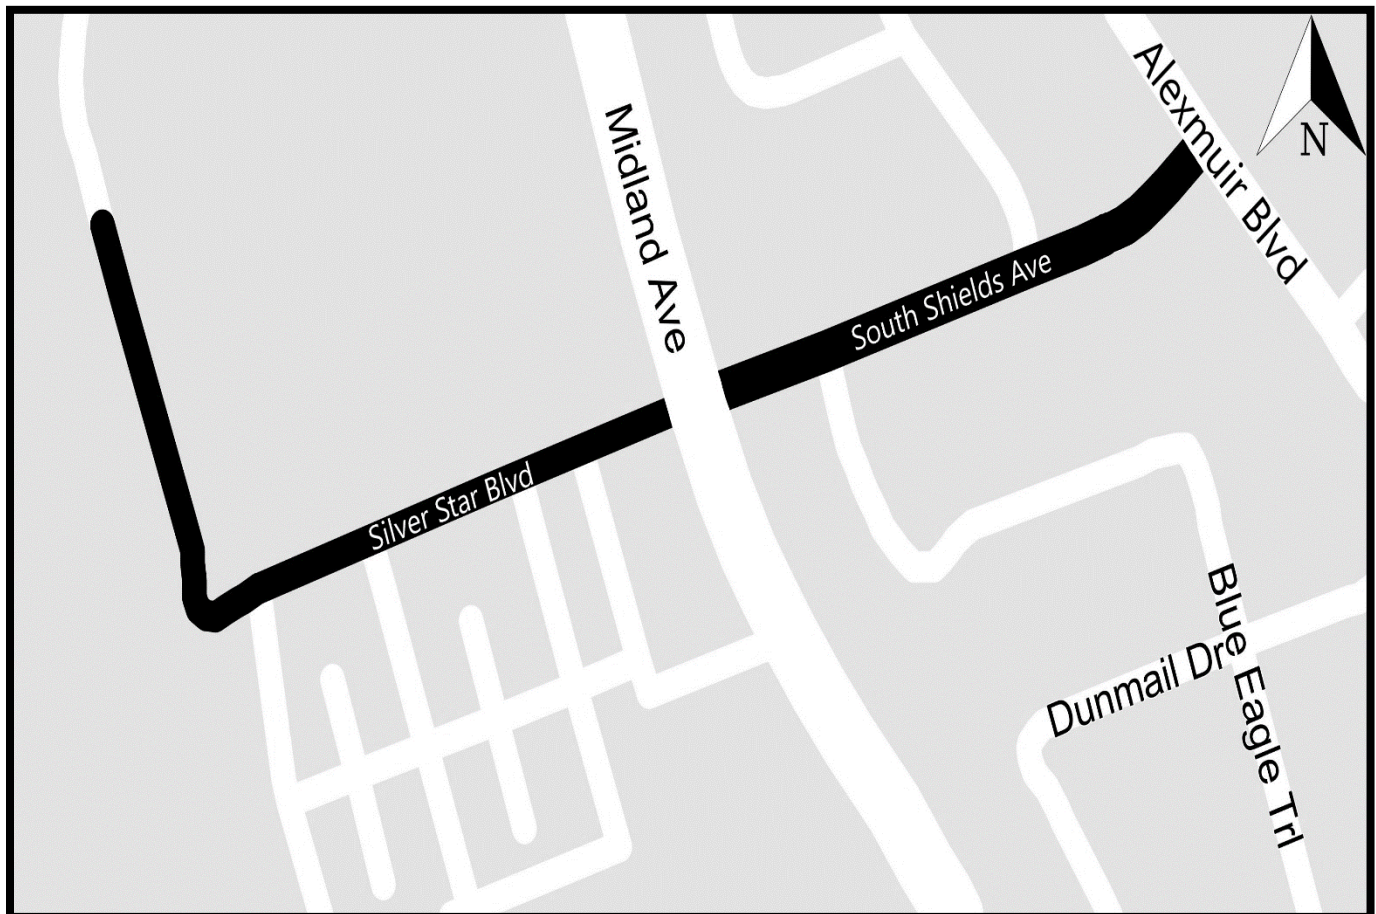 Midland Ave
Alexmuir Blvd
N
South Shields Ave
Silver Star Blvd
Blue Eagle Trl
Dunmail Dr